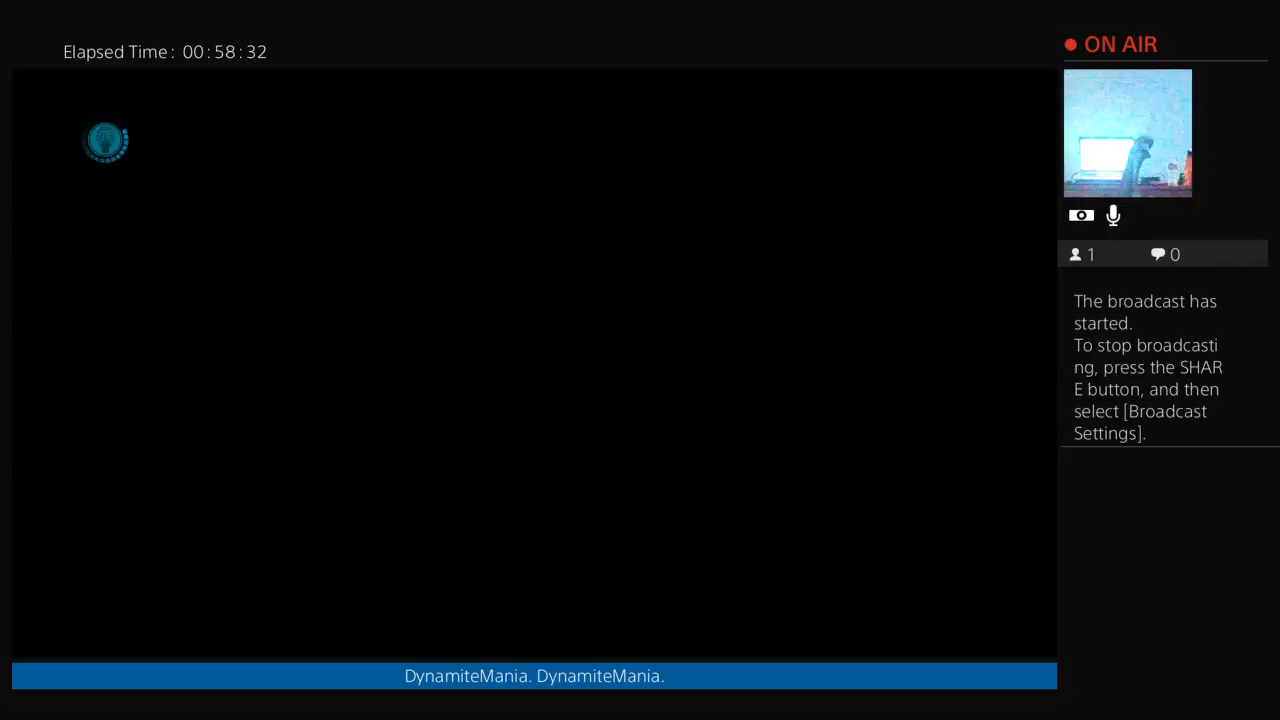 Elapsed Time: 00:58:32
ON AIR
1 0
The broadcast has
started.
To stop broadcasti
ng, press the SHAR
E button, and then
select [Broadcast
Settings].
DynamiteMania. DynamiteMania.